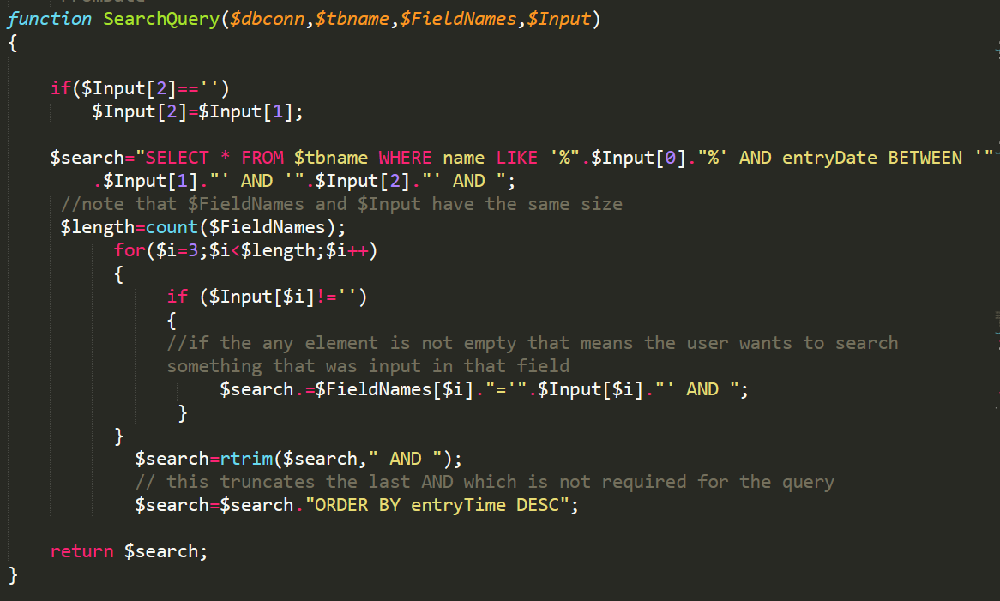 function SearchQuery($dbconn,$tbname,$FieldNames,$Input)
{
if($Input[2]=='')
$Input[2]=$Input[1];
$search="SELECT * FROM $tbname WHERE name LIKE '%".$Input[0]."%' AND entryDate BETWEEN '"
.$Input[1]."' AND '".$Input[2]."' AND ";
//note that $FieldNames and $Input have the same size
$length=count($FieldNames);
for($i=3;$i<$length;$i++)
{
if ($Input[$i]!='')
{
//if the any element is not empty that means the user wants to search
something that was input in that field
$search.=$FieldNames[$i]."='".$Input[$i]."' AND ";
}
}
$search=rtrim($search," AND ");
// this truncates the last AND which is not required for the query
$search=$search."ORDER BY entryTime DESC";
return $search;
}